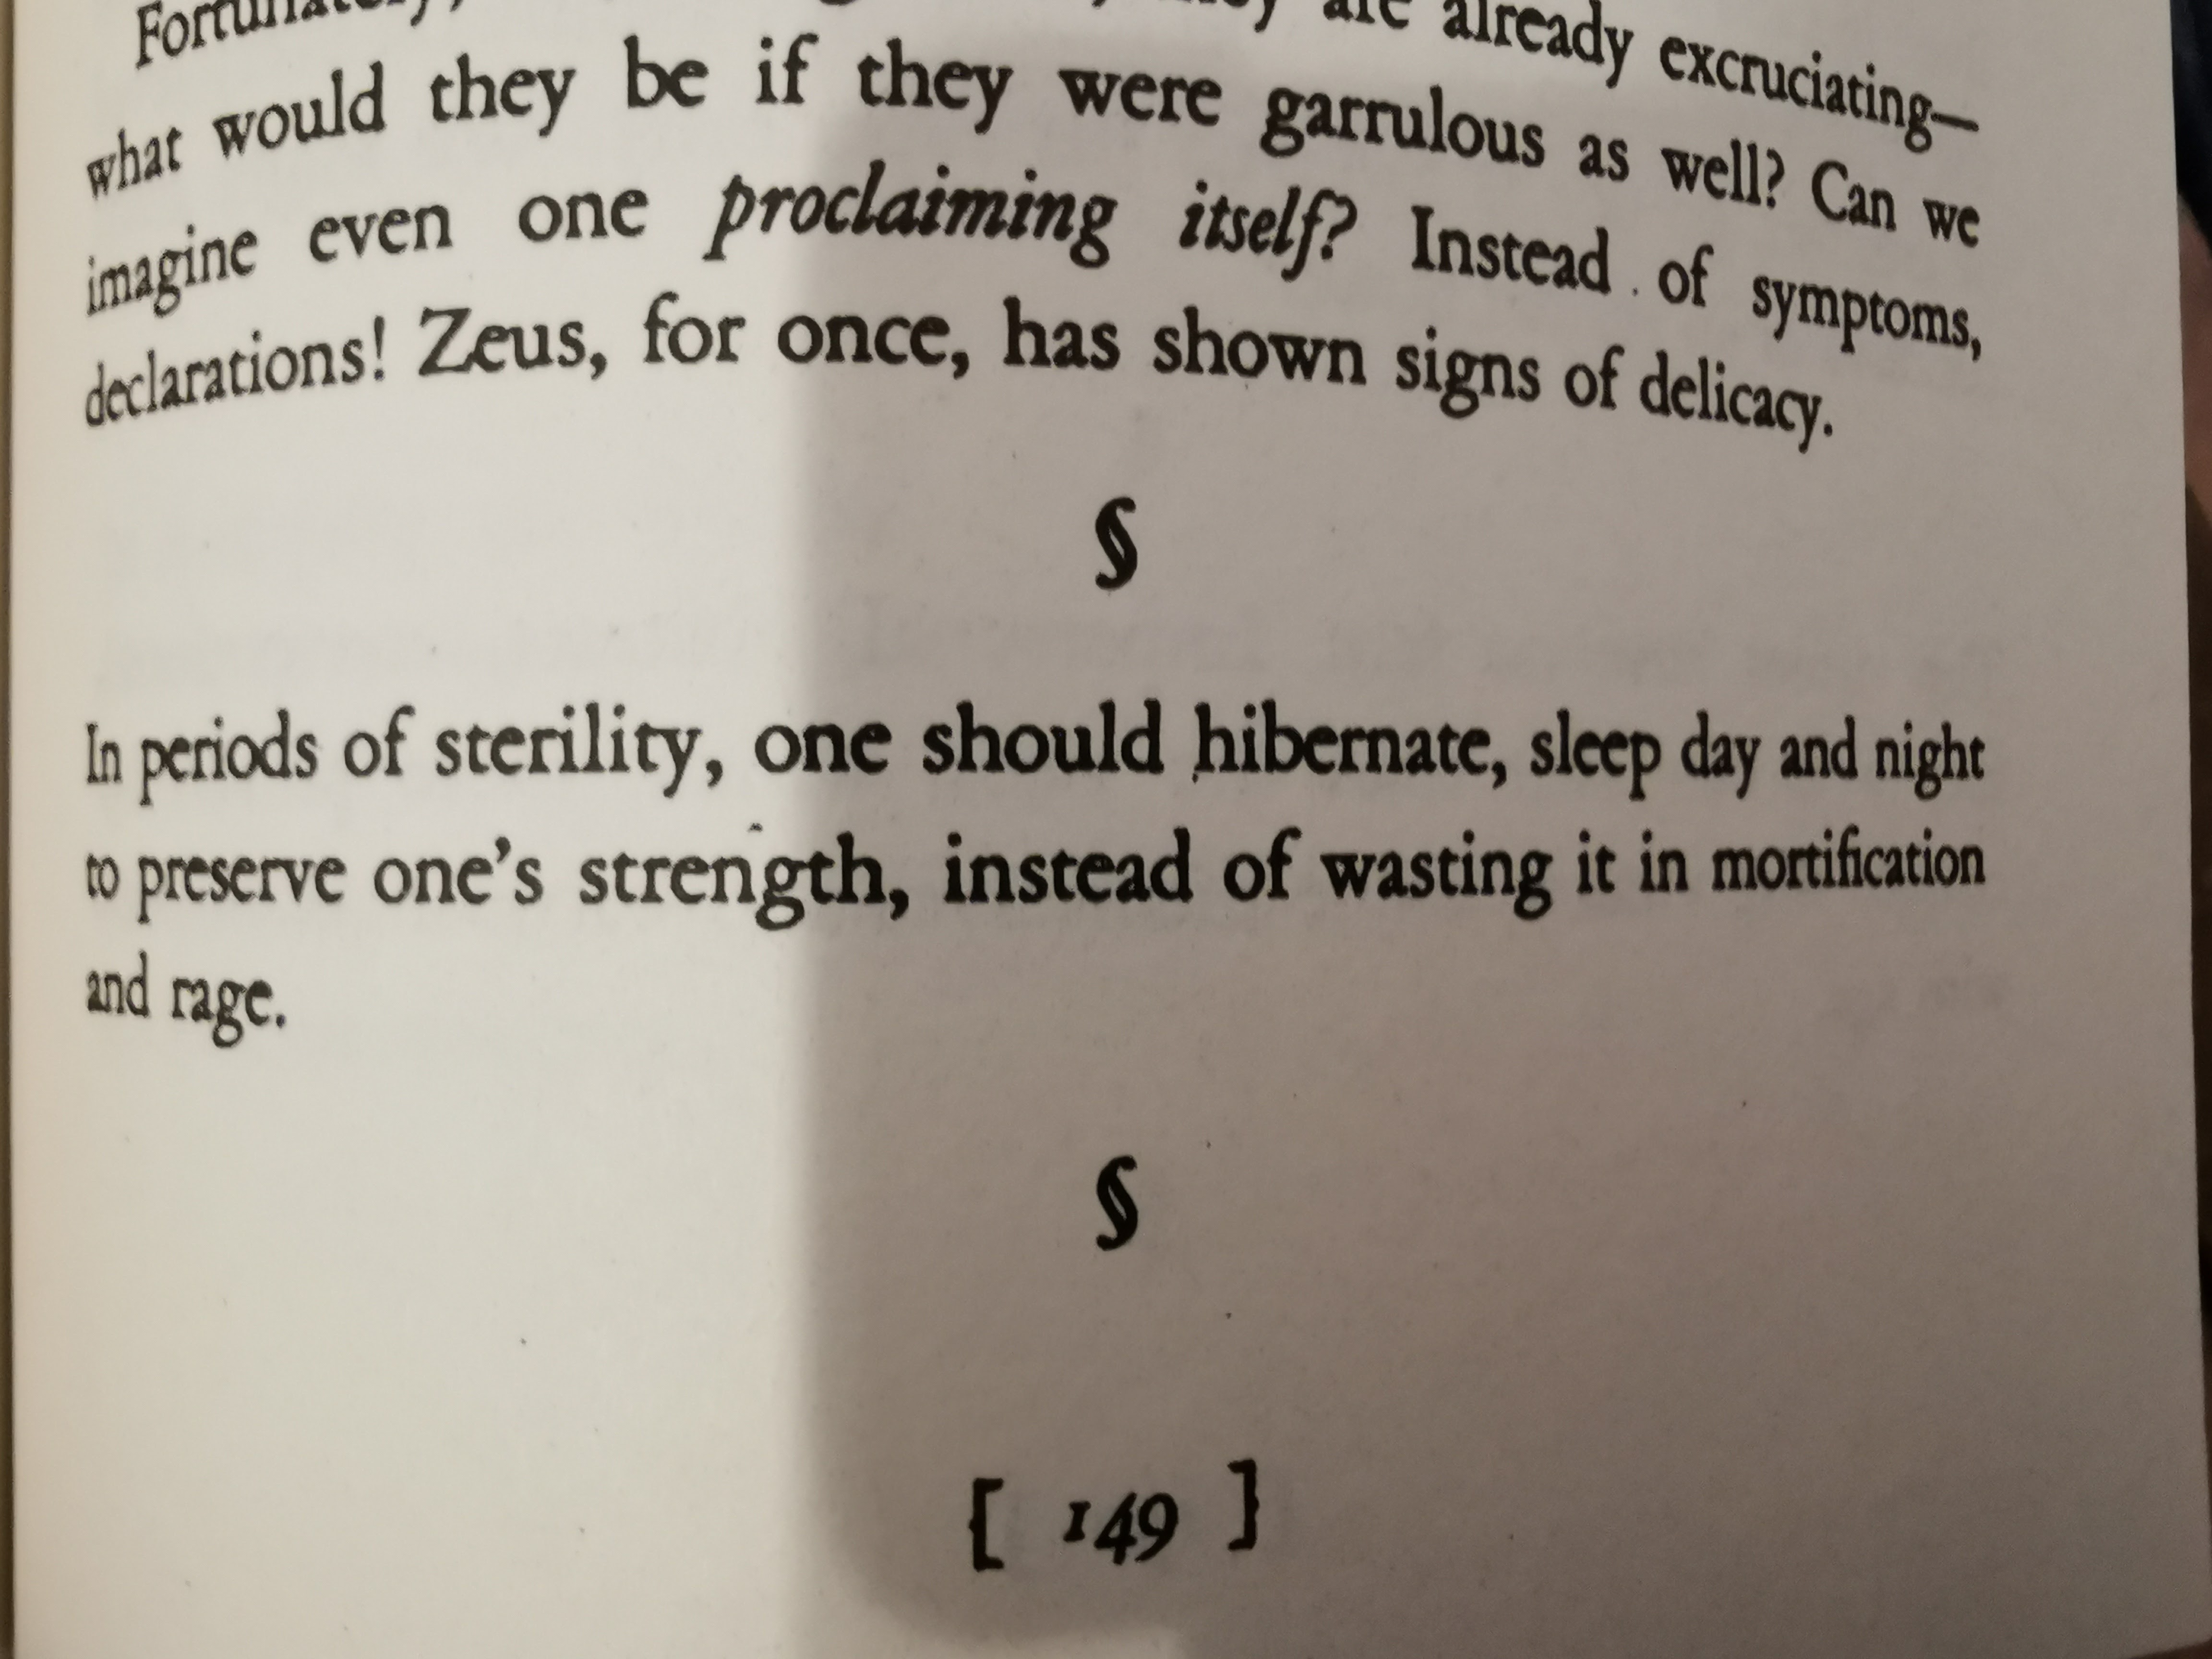 are already excruciating—
what would they be if they were garrulous as well? Can we
imagine even one proclaiming itself? Instead of symptoms,
declarations! Zeus, for once, has shown signs of delicacy.
§
In periods of sterility, one should hibernate, sleep day and night
to preserve one's strength, instead of wasting it in mortification
and rage.
§
[ 149 ]